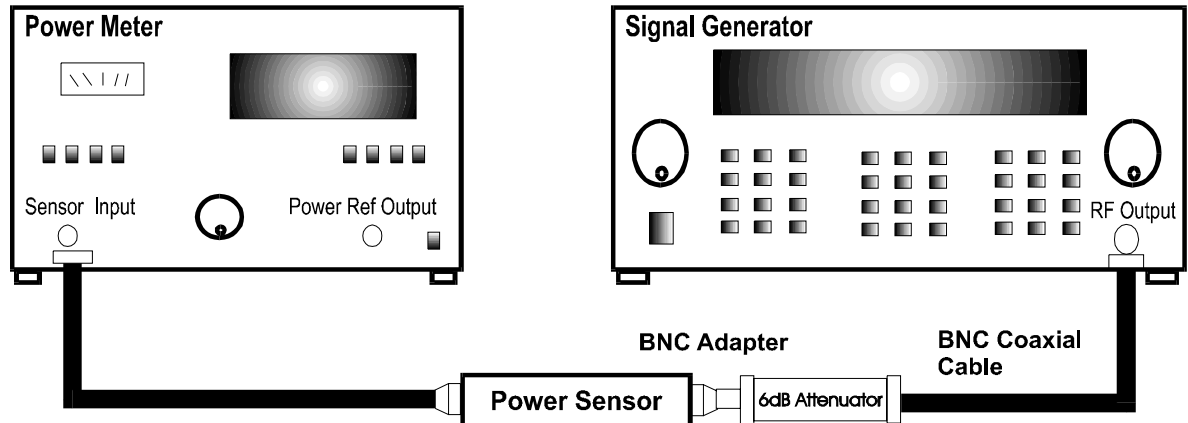 Power Meter
Sensor Input
Power Ref Output
Signal Generator
RF Output
BNC Adapter
BNC Coaxial
Cable
Power Sensor
6dB Attenuator